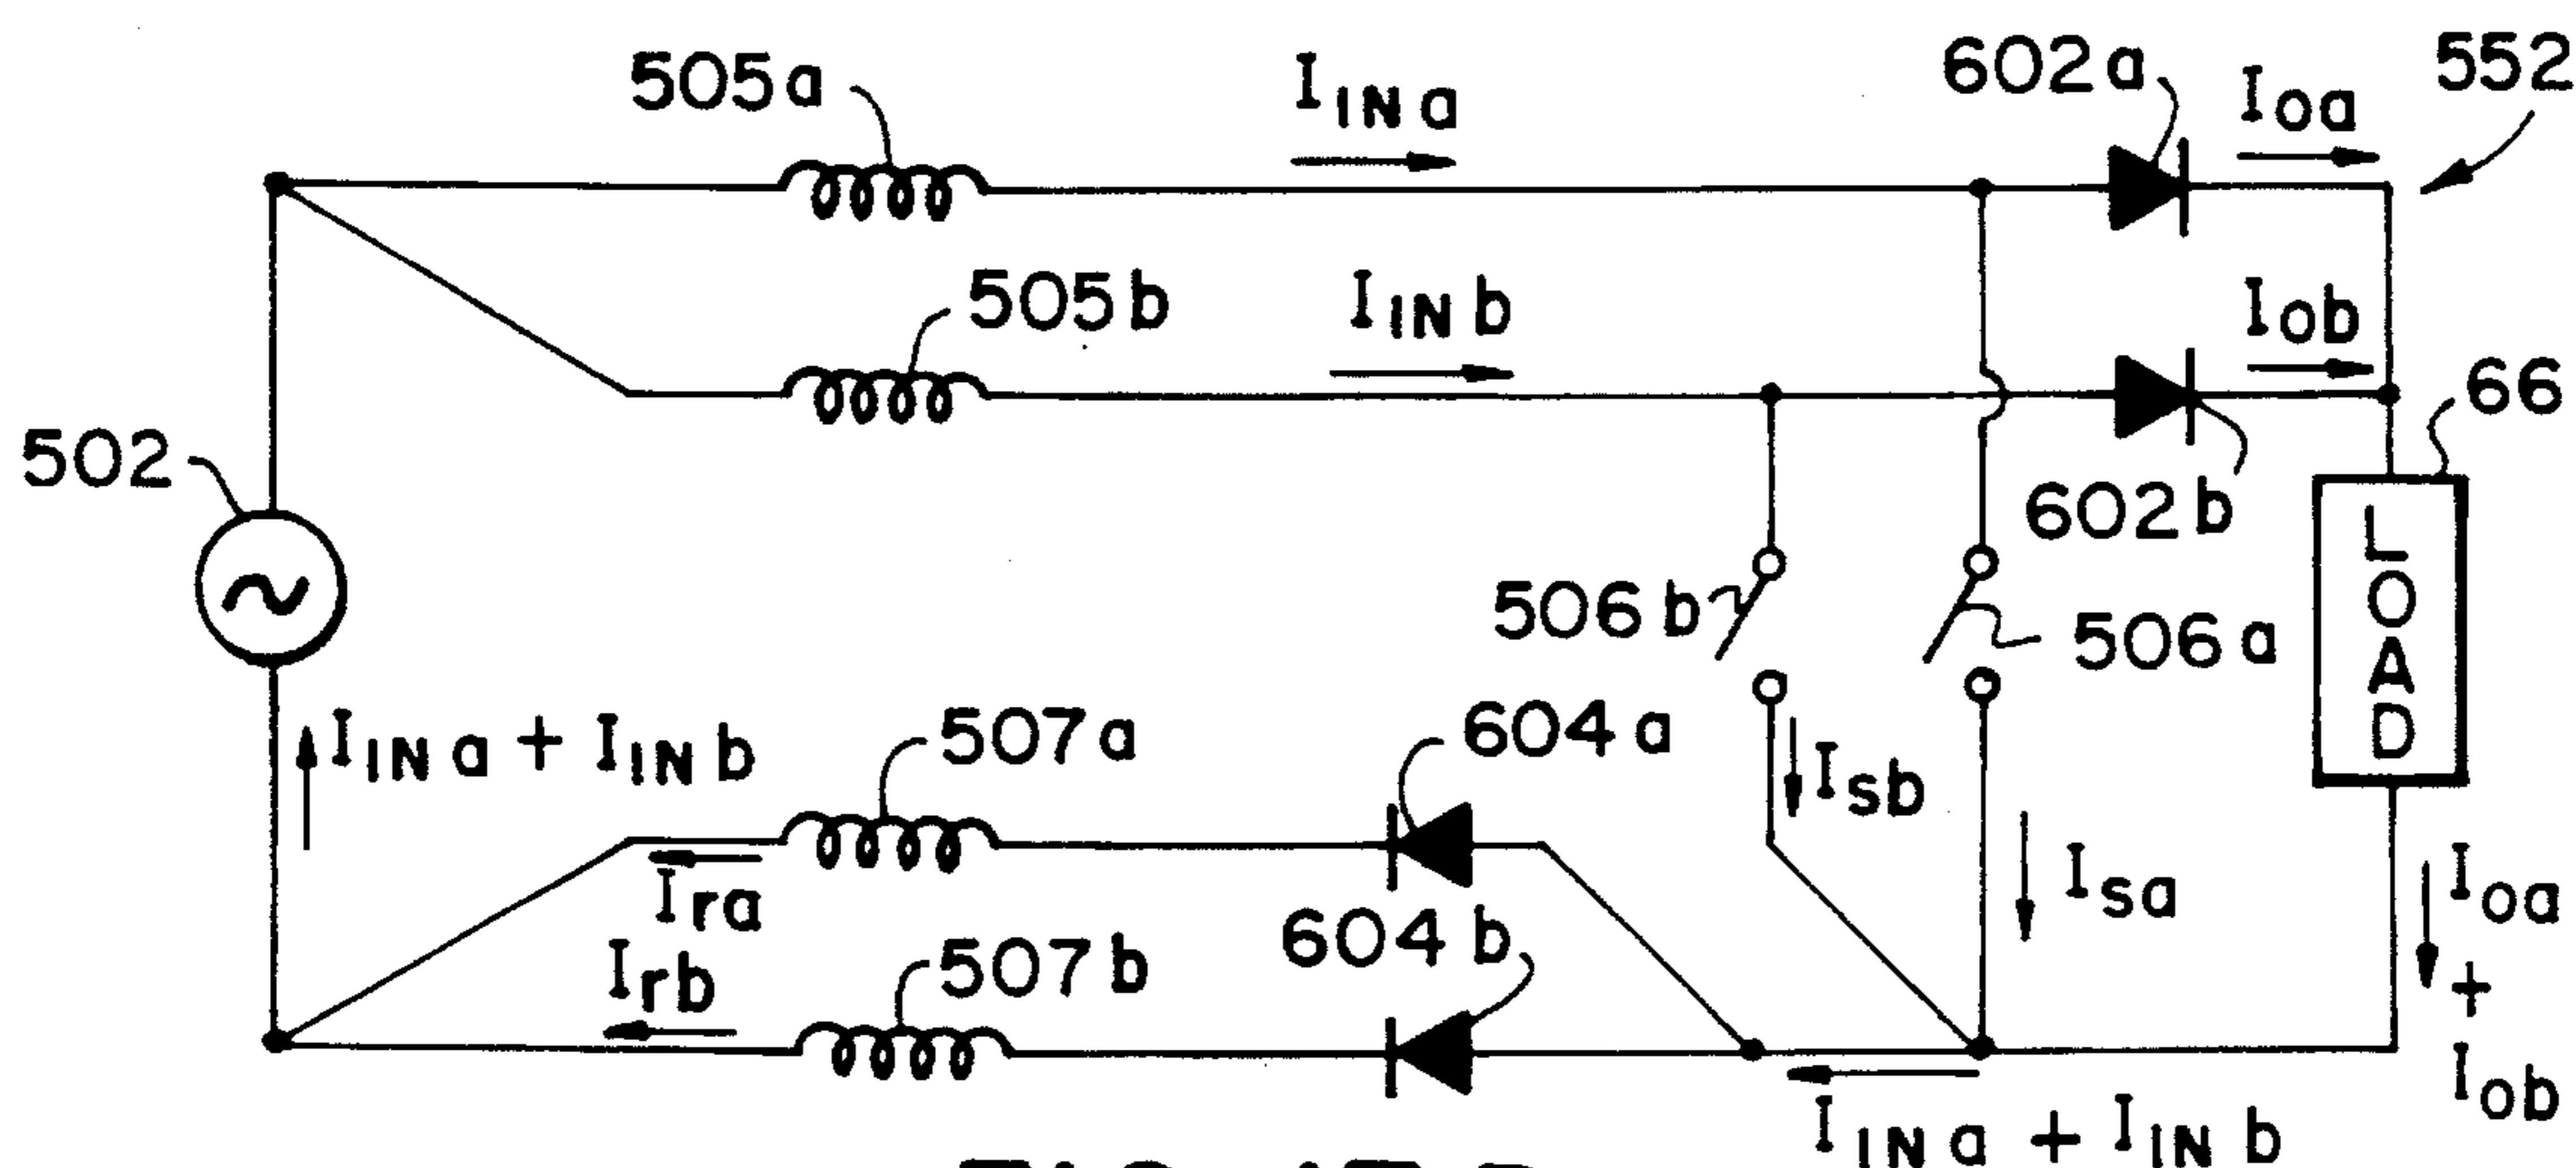 505a
I_IN a
602a
I_oa
552
505b
I_IN b
I_ob
66
502
602b
LOAD
506b
506a
I_IN a + I_IN b
507a
604a
I_sb
I_ra
I_sa
I_oa
+
I_ob
604b
I_rb
507b
I_IN a + I_IN b